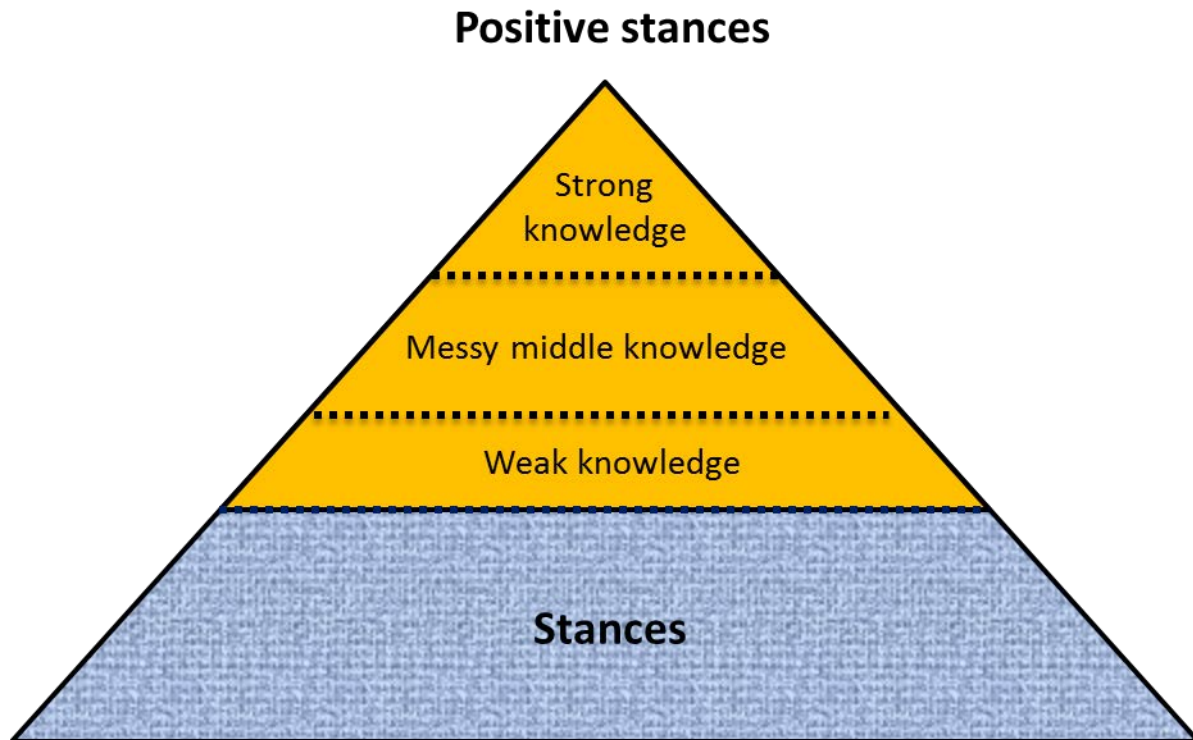 Positive stances
Strong
knowledge
Messy middle knowledge
Weak knowledge
Stances